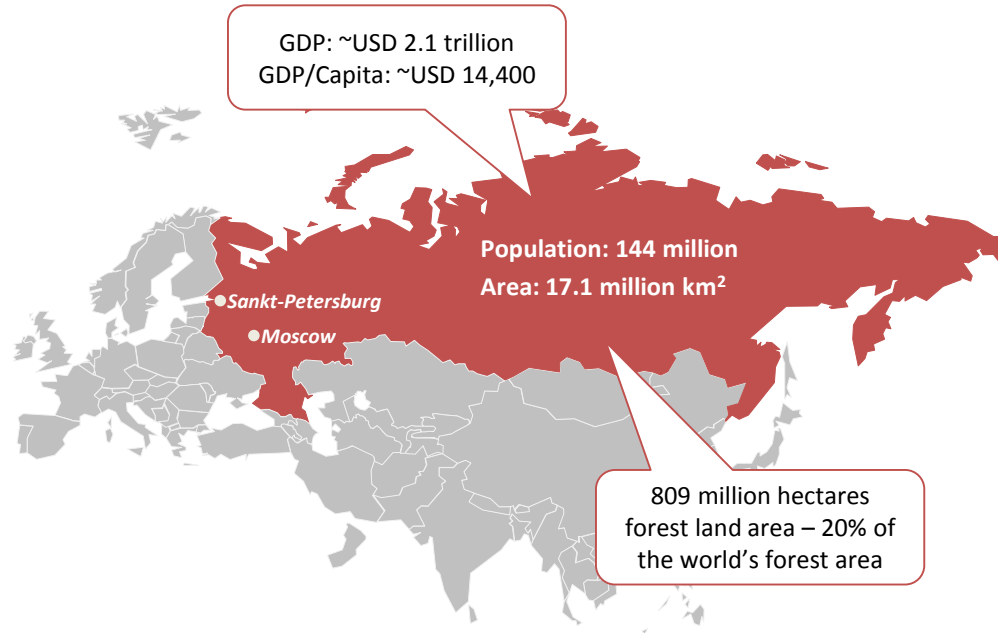 GDP: ~USD 2.1 trillion
GDP/Capita: ~USD 14,400
Population: 144 million
Area: 17.1 million km²
Sankt-Petersburg
Moscow
809 million hectares
forest land area – 20% of
the world’s forest area